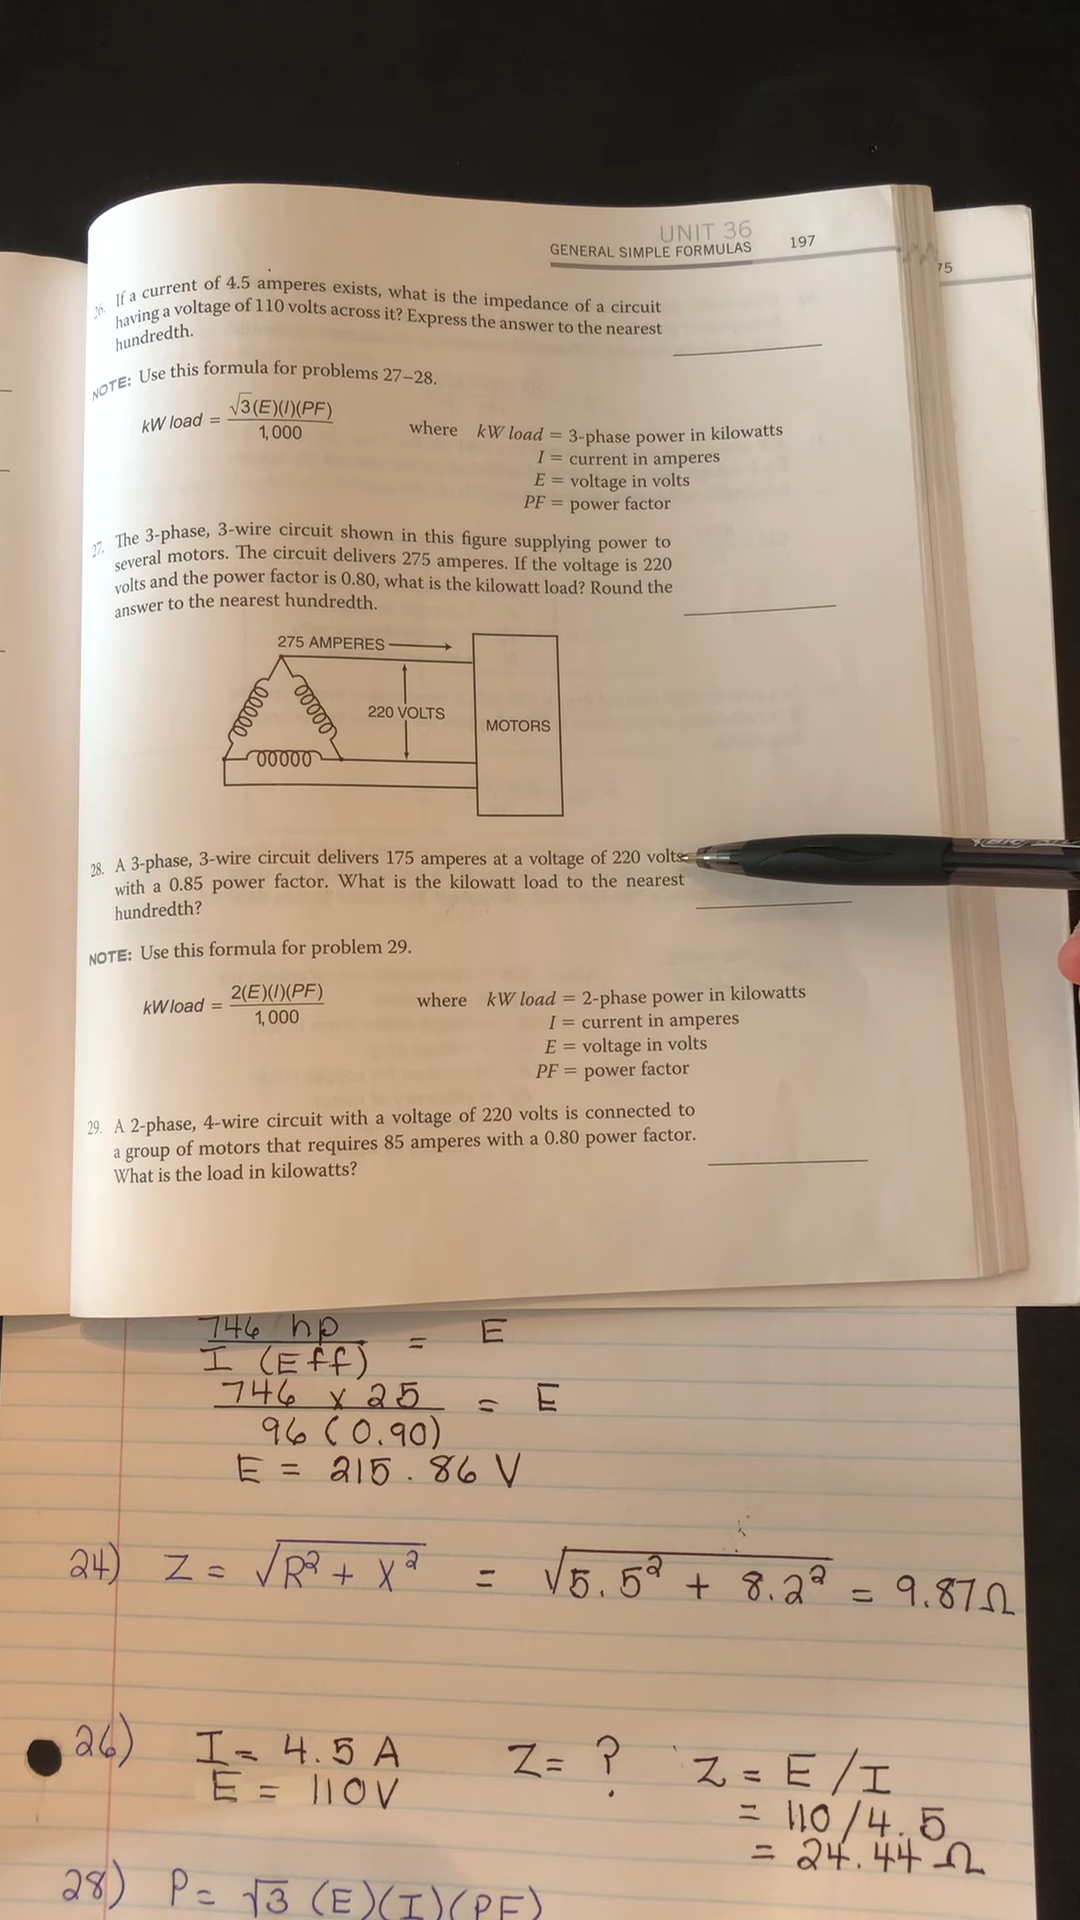 UNIT 36
GENERAL SIMPLE FORMULAS 197
75
26. If a current of 4.5 amperes exists, what is the impedance of a circuit
having a voltage of 110 volts across it? Express the answer to the nearest
hundredth.
NOTE: Use this formula for problems 27–28.
kW load = √3(E)(I)(PF) / 1,000
where kW load = 3-phase power in kilowatts
I = current in amperes
E = voltage in volts
PF = power factor
27. The 3-phase, 3-wire circuit shown in this figure supplying power to
several motors. The circuit delivers 275 amperes. If the voltage is 220
volts and the power factor is 0.80, what is the kilowatt load? Round the
answer to the nearest hundredth.
275 AMPERES
220 VOLTS
MOTORS
28. A 3-phase, 3-wire circuit delivers 175 amperes at a voltage of 220 volts
with a 0.85 power factor. What is the kilowatt load to the nearest
hundredth?
NOTE: Use this formula for problem 29.
kW load = 2(E)(I)(PF) / 1,000
where kW load = 2-phase power in kilowatts
I = current in amperes
E = voltage in volts
PF = power factor
29. A 2-phase, 4-wire circuit with a voltage of 220 volts is connected to
a group of motors that requires 85 amperes with a 0.80 power factor.
What is the load in kilowatts?
746 hp / I (Eff) = E
746 x 25 / 96 (0.90) = E
E = 215.86 V
24) Z = √R² + X² = √5.5² + 8.2² = 9.87Ω
26) I = 4.5 A Z = ? Z = E/I
E = 110V = 110/4.5
= 24.44 Ω
28) P = √3 (E)(I)(PF)